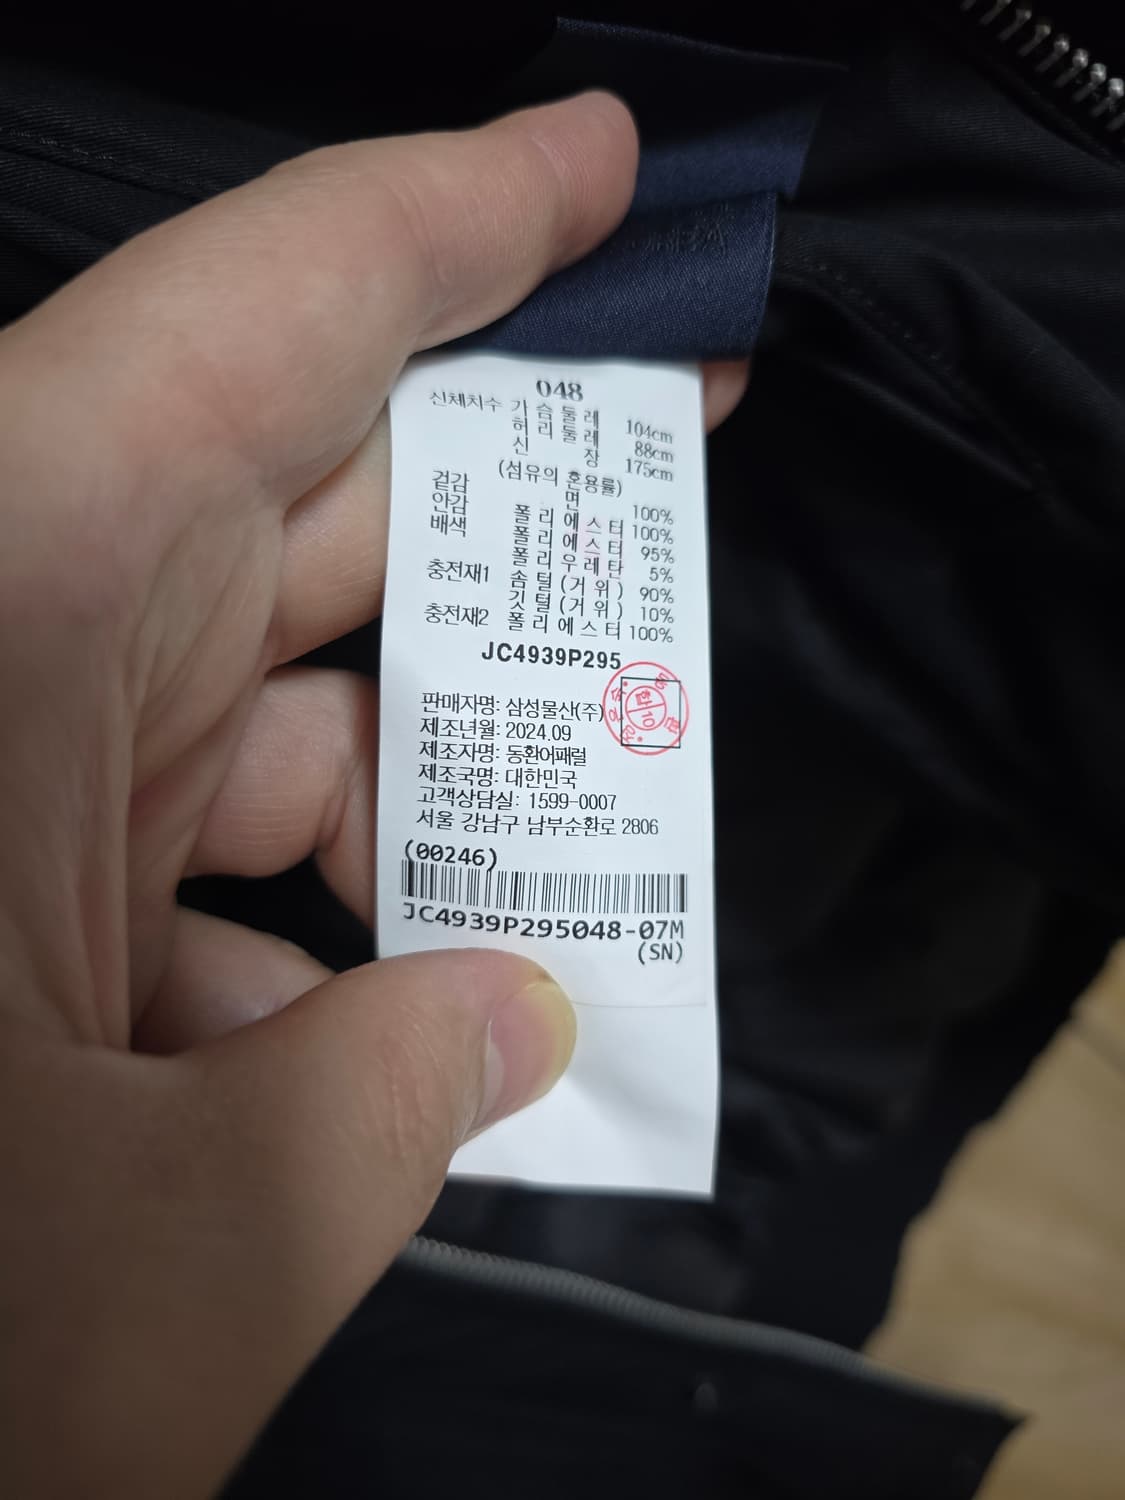 048
신체치수 가슴둘레 104cm
허리둘레 88cm
신장 175cm
(섬유의 혼용률)
겉감 면 100%
안감 폴리에스터 100%
배색 폴리에스터 95%
폴리우레탄 5%
충전재1 솜털(거위) 90%
깃털(거위) 10%
충전재2 폴리에스터 100%
JC4939P295
합10
판매자명: 삼성물산(주)
제조년월: 2024.09
제조자명: 동환어패럴
제조국명: 대한민국
고객상담실: 1599-0007
서울 강남구 남부순환로 2806
(00246)
JC4939P295048-07M
(SN)